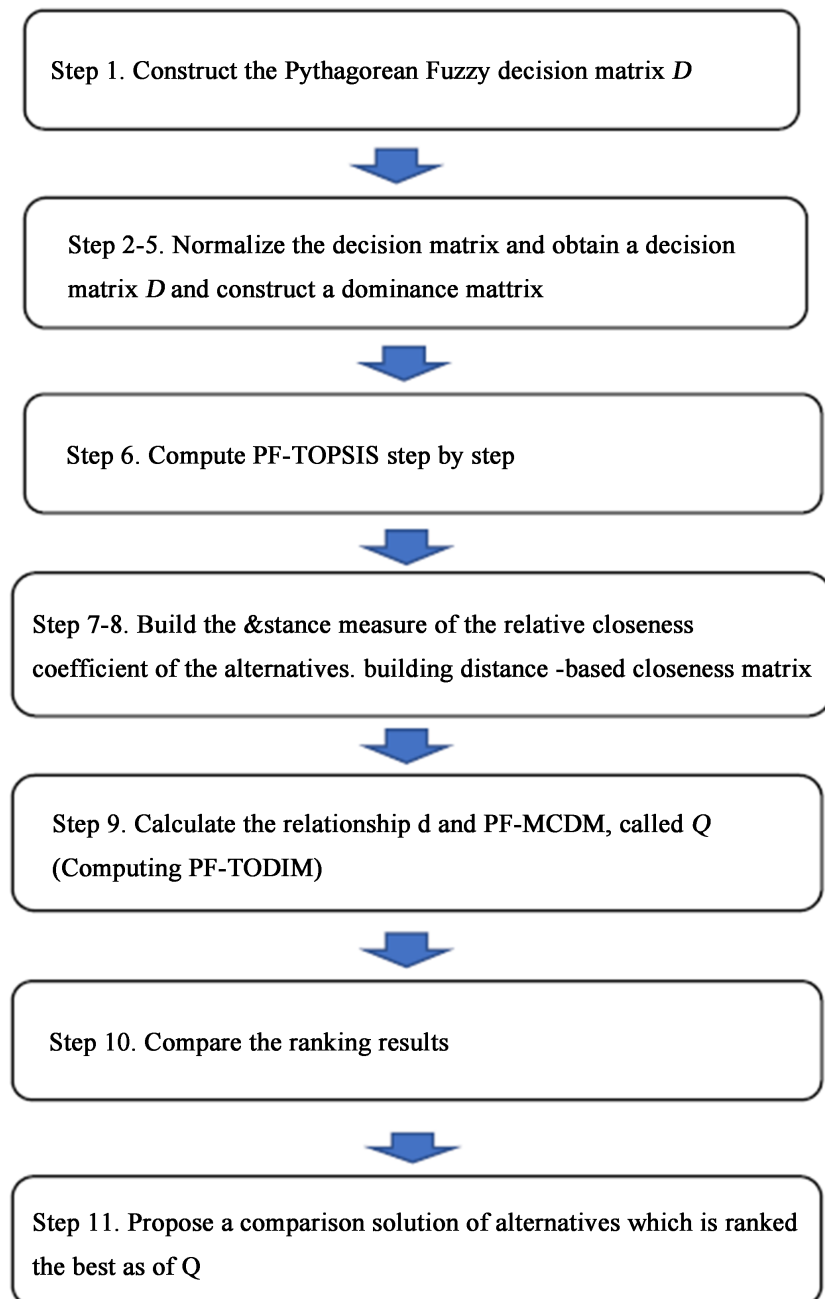 Step 1. Construct the Pythagorean Fuzzy decision matrix D
Step 2-5. Normalize the decision matrix and obtain a decision
matrix D and construct a dominance mattrix
Step 6. Compute PF-TOPSIS step by step
Step 7-8. Build the &stance measure of the relative closeness
coefficient of the alternatives. building distance -based closeness matrix
Step 9. Calculate the relationship d and PF-MCDM, called Q
(Computing PF-TODIM)
Step 10. Compare the ranking results
Step 11. Propose a comparison solution of alternatives which is ranked
the best as of Q